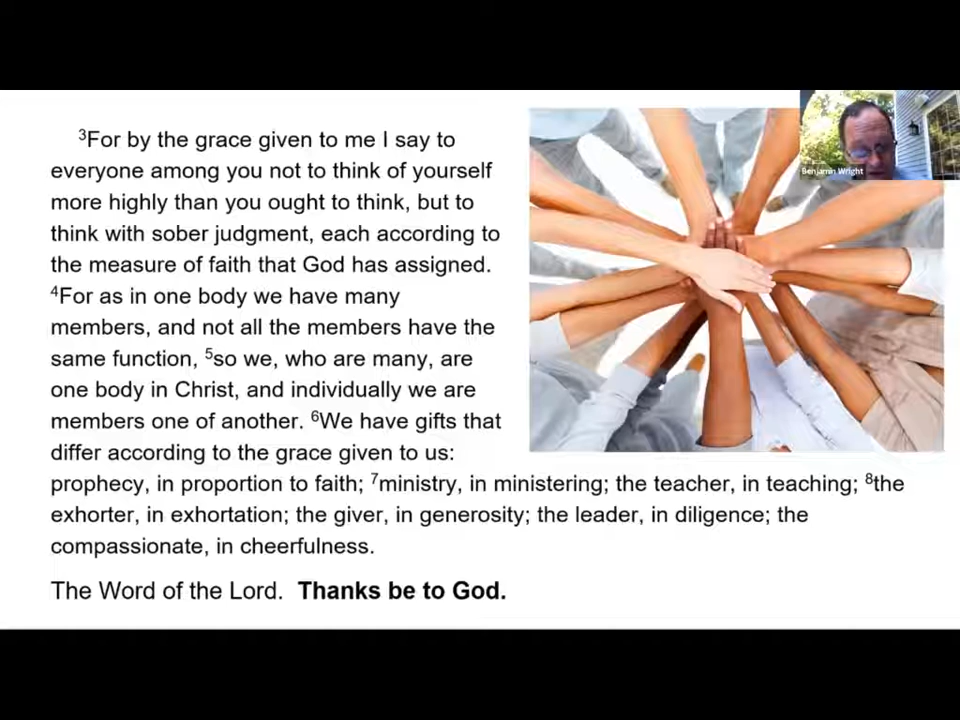 ³For by the grace given to me I say to
everyone among you not to think of yourself
more highly than you ought to think, but to
think with sober judgment, each according to
the measure of faith that God has assigned.
⁴For as in one body we have many
members, and not all the members have the
same function, ⁵so we, who are many, are
one body in Christ, and individually we are
members one of another. ⁶We have gifts that
differ according to the grace given to us:
prophecy, in proportion to faith; ⁷ministry, in ministering; the teacher, in teaching; ⁸the
exhorter, in exhortation; the giver, in generosity; the leader, in diligence; the
compassionate, in cheerfulness.
The Word of the Lord. Thanks be to God.
Benjamin Wright